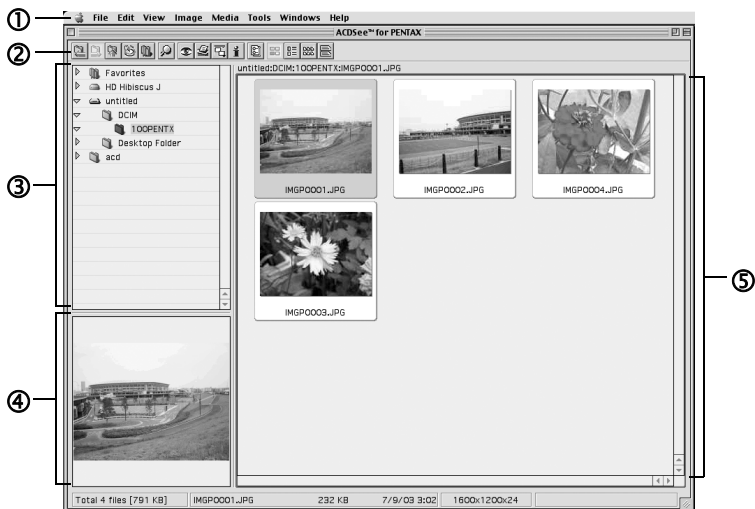 ①
File Edit View Image Media Tools Windows Help
ACDSee™ for PENTAX
②
③
Favorites
HD Hibiscus J
untitled
DCIM
100PENTX
Desktop Folder
acd
untitled:DCIM:100PENTX:IMGP0001.JPG
IMGP0001.JPG
IMGP0002.JPG
IMGP0004.JPG
IMGP0003.JPG
⑤
④
Total 4 files [791 KB]
IMGP0001.JPG 232 KB 7/9/03 3:02
1600x1200x24